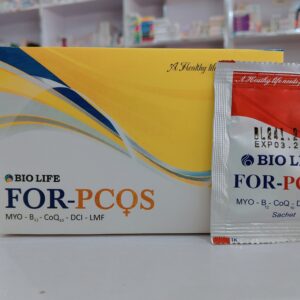 A Healthy life
BIO LIFE
FOR-PCOS
MYO - B12 - CoQ10 - DCI - LMF
A Healthy life
EXP03.2
BIO LIFE
FOR-PC
MYO - B12 - CoQ10 - D
Sachet